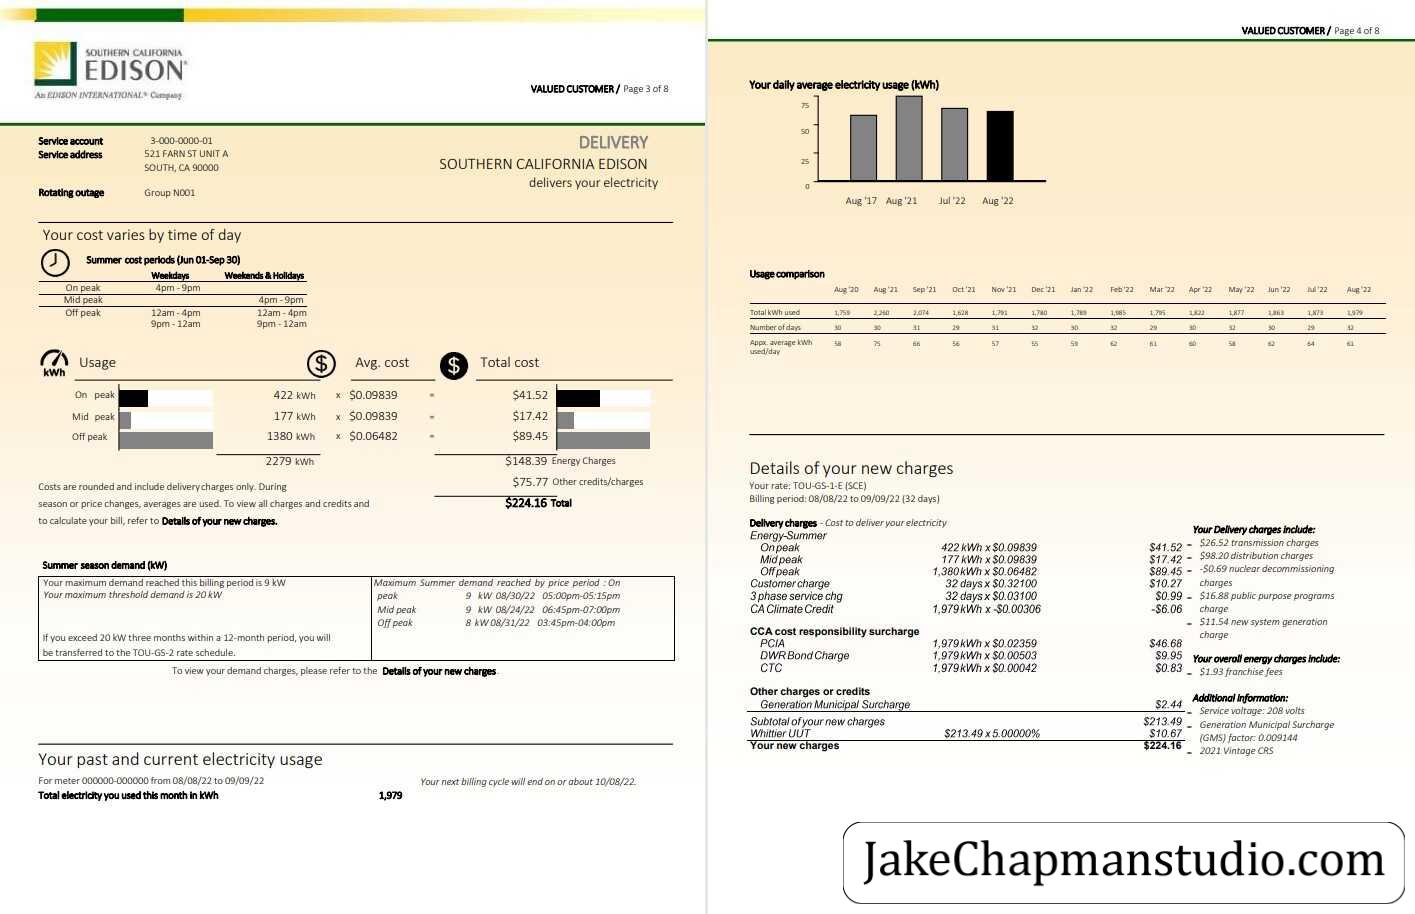 SOUTHERN CALIFORNIA
EDISON®
An EDISON INTERNATIONAL® Company
VALUED CUSTOMER / Page 3 of 8
Service account 3-000-0000-01
Service address 521 FARN ST UNIT A
SOUTH, CA 90000
Rotating outage Group N001
DELIVERY
SOUTHERN CALIFORNIA EDISON
delivers your electricity
Your cost varies by time of day
Summer cost periods (Jun 01-Sep 30)
Weekdays Weekends & Holidays
On peak 4pm - 9pm
Mid peak 4pm - 9pm
Off peak 12am - 4pm 12am - 4pm
9pm - 12am 9pm - 12am
kWh Usage $ Avg. cost $ Total cost
On peak 422 kWh x $0.09839 = $41.52
Mid peak 177 kWh x $0.09839 = $17.42
Off peak 1380 kWh x $0.06482 = $89.45
2279 kWh $148.39 Energy Charges
$75.77 Other credits/charges
$224.16 Total
Costs are rounded and include delivery charges only. During
season or price changes, averages are used. To view all charges and credits and
to calculate your bill, refer to Details of your new charges.
Summer season demand (kW)
Your maximum demand reached this billing period is 9 kW
Your maximum threshold demand is 20 kW
If you exceed 20 kW three months within a 12-month period, you will
be transferred to the TOU-GS-2 rate schedule.
Maximum Summer demand reached by price period : On
peak 9 kW 08/30/22 05:00pm-05:15pm
Mid peak 9 kW 08/24/22 06:45pm-07:00pm
Off peak 8 kW 08/31/22 03:45pm-04:00pm
To view your demand charges, please refer to the Details of your new charges.
Your past and current electricity usage
For meter 000000-000000 from 08/08/22 to 09/09/22 Your next billing cycle will end on or about 10/08/22.
Total electricity you used this month in kWh 1,979
VALUED CUSTOMER / Page 4 of 8
Your daily average electricity usage (kWh)
75
50
25
0
Aug '17 Aug '21 Jul '22 Aug '22
Usage comparison
Aug '20 Aug '21 Sep '21 Oct '21 Nov '21 Dec '21 Jan '22 Feb '22 Mar '22 Apr '22 May '22 Jun '22 Jul '22 Aug '22
Total kWh used 1,759 2,260 2,074 1,628 1,791 1,780 1,789 1,985 1,795 1,822 1,877 1,863 1,873 1,979
Number of days 30 30 31 29 31 32 30 32 29 30 32 30 29 32
Appx. average kWh 58 75 66 56 57 55 59 62 61 60 58 62 64 61
used/day
Details of your new charges
Your rate: TOU-GS-1-E (SCE)
Billing period: 08/08/22 to 09/09/22 (32 days)
Delivery charges - Cost to deliver your electricity
Energy-Summer
On peak 422 kWh x $0.09839 $41.52
Mid peak 177 kWh x $0.09839 $17.42
Off peak 1,380 kWh x $0.06482 $89.45
Customer charge 32 days x $0.32100 $10.27
3 phase service chg 32 days x $0.03100 $0.99
CA Climate Credit 1,979 kWh x -$0.00306 -$6.06
CCA cost responsibility surcharge
PCIA 1,979 kWh x $0.02359 $46.68
DWR Bond Charge 1,979 kWh x $0.00503 $9.95
CTC 1,979 kWh x $0.00042 $0.83
Other charges or credits
Generation Municipal Surcharge $2.44
Subtotal of your new charges $213.49
Whittier UUT $213.49 x 5.00000% $10.67
Your new charges $224.16
Your Delivery charges include:
- $26.52 transmission charges
- $98.20 distribution charges
- -$0.69 nuclear decommissioning
charges
- $16.88 public purpose programs
charge
- $11.54 new system generation
charge
Your overall energy charges include:
- $1.93 franchise fees
Additional information:
- Service voltage: 208 volts
- Generation Municipal Surcharge
(GMS) factor: 0.009144
- 2021 Vintage CRS
JakeChapmanstudio.com